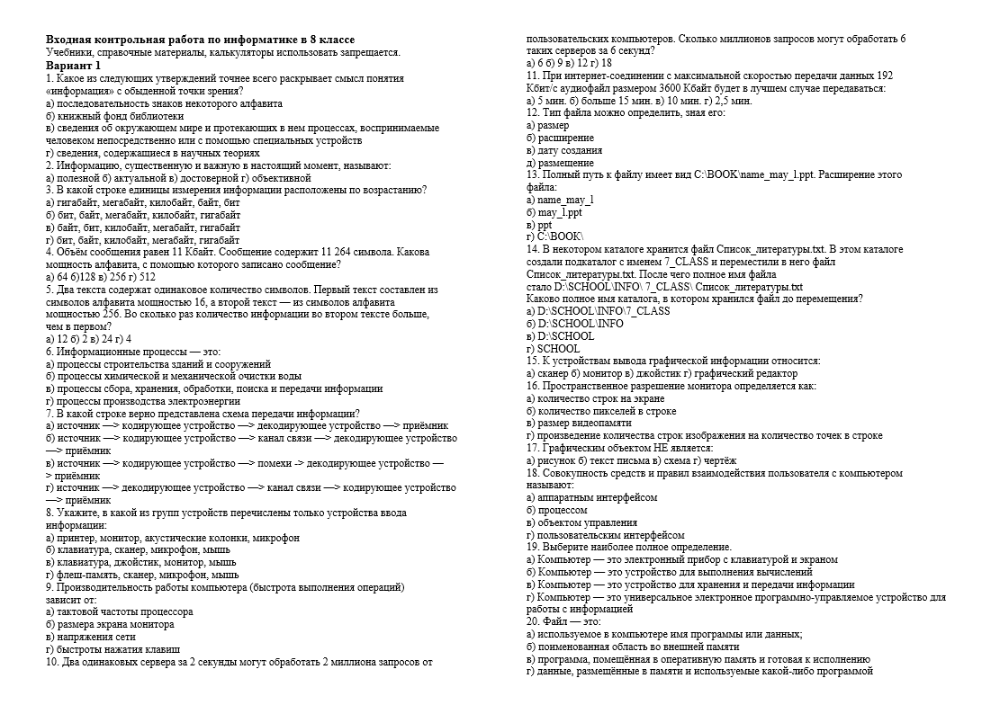 Входная контрольная работа по информатике в 8 классе
Учебники, справочные материалы, калькуляторы использовать запрещается.
Вариант 1
1. Какое из следующих утверждений точнее всего раскрывает смысл понятия
«информация» с обыденной точки зрения?
а) последовательность знаков некоторого алфавита
б) книжный фонд библиотеки
в) сведения об окружающем мире и протекающих в нем процессах, воспринимаемые
человеком непосредственно или с помощью специальных устройств
г) сведения, содержащиеся в научных теориях
2. Информацию, существенную и важную в настоящий момент, называют:
а) полезной б) актуальной в) достоверной г) объективной
3. В какой строке единицы измерения информации расположены по возрастанию?
а) гигабайт, мегабайт, килобайт, байт, бит
б) бит, байт, мегабайт, килобайт, гигабайт
в) байт, бит, килобайт, мегабайт, гигабайт
г) бит, байт, килобайт, мегабайт, гигабайт
4. Объём сообщения равен 11 Кбайт. Сообщение содержит 11 264 символа. Какова
мощность алфавита, с помощью которого записано сообщение?
а) 64 б)128 в) 256 г) 512
5. Два текста содержат одинаковое количество символов. Первый текст составлен из
символов алфавита мощностью 16, а второй текст — из символов алфавита
мощностью 256. Во сколько раз количество информации во втором тексте больше,
чем в первом?
а) 12 б) 2 в) 24 г) 4
6. Информационные процессы — это:
а) процессы строительства зданий и сооружений
б) процессы химической и механической очистки воды
в) процессы сбора, хранения, обработки, поиска и передачи информации
г) процессы производства электроэнергии
7. В какой строке верно представлена схема передачи информации?
а) источник —> кодирующее устройство —> декодирующее устройство —> приёмник
б) источник —> кодирующее устройство —> канал связи —> декодирующее устройство
—> приёмник
в) источник —> кодирующее устройство —> помехи -> декодирующее устройство —
> приёмник
г) источник —> декодирующее устройство —> канал связи —> кодирующее устройство
—> приёмник
8. Укажите, в какой из групп устройств перечислены только устройства ввода
информации:
а) принтер, монитор, акустические колонки, микрофон
б) клавиатура, сканер, микрофон, мышь
в) клавиатура, джойстик, монитор, мышь
г) флеш-память, сканер, микрофон, мышь
9. Производительность работы компьютера (быстрота выполнения операций)
зависит от:
а) тактовой частоты процессора
б) размера экрана монитора
в) напряжения сети
г) быстроты нажатия клавиш
10. Два одинаковых сервера за 2 секунды могут обработать 2 миллиона запросов от
пользовательских компьютеров. Сколько миллионов запросов могут обработать 6
таких серверов за 6 секунд?
а) 6 б) 9 в) 12 г) 18
11. При интернет-соединении с максимальной скоростью передачи данных 192
Кбит/с аудиофайл размером 3600 Кбайт будет в лучшем случае передаваться:
а) 5 мин. б) больше 15 мин. в) 10 мин. г) 2,5 мин.
12. Тип файла можно определить, зная его:
а) размер
б) расширение
в) дату создания
д) размещение
13. Полный путь к файлу имеет вид C:\BOOK\name_may_l.ppt. Расширение этого
файла:
а) name_may_l
б) may_l.ppt
в) ppt
г) C:\BOOK\
14. В некотором каталоге хранится файл Список_литературы.txt. В этом каталоге
создали подкаталог с именем 7_CLASS и переместили в него файл
Список_литературы.txt. После чего полное имя файла
стало D:\SCHOOL\INFO\ 7_CLASS\ Список_литературы.txt
Каково полное имя каталога, в котором хранился файл до перемещения?
а) D:\SCHOOL\INFO\7_CLASS
б) D:\SCHOOL\INFO
в) D:\SCHOOL
г) SCHOOL
15. К устройствам вывода графической информации относится:
а) сканер б) монитор в) джойстик г) графический редактор
16. Пространственное разрешение монитора определяется как:
а) количество строк на экране
б) количество пикселей в строке
в) размер видеопамяти
г) произведение количества строк изображения на количество точек в строке
17. Графическим объектом НЕ является:
а) рисунок б) текст письма в) схема г) чертёж
18. Совокупность средств и правил взаимодействия пользователя с компьютером
называют:
а) аппаратным интерфейсом
б) процессом
в) объектом управления
г) пользовательским интерфейсом
19. Выберите наиболее полное определение.
а) Компьютер — это электронный прибор с клавиатурой и экраном
б) Компьютер — это устройство для выполнения вычислений
в) Компьютер — это устройство для хранения и передачи информации
г) Компьютер — это универсальное электронное программно-управляемое устройство для
работы с информацией
20. Файл — это:
а) используемое в компьютере имя программы или данных;
б) поименованная область во внешней памяти
в) программа, помещённая в оперативную память и готовая к исполнению
г) данные, размещённые в памяти и используемые какой-либо программой